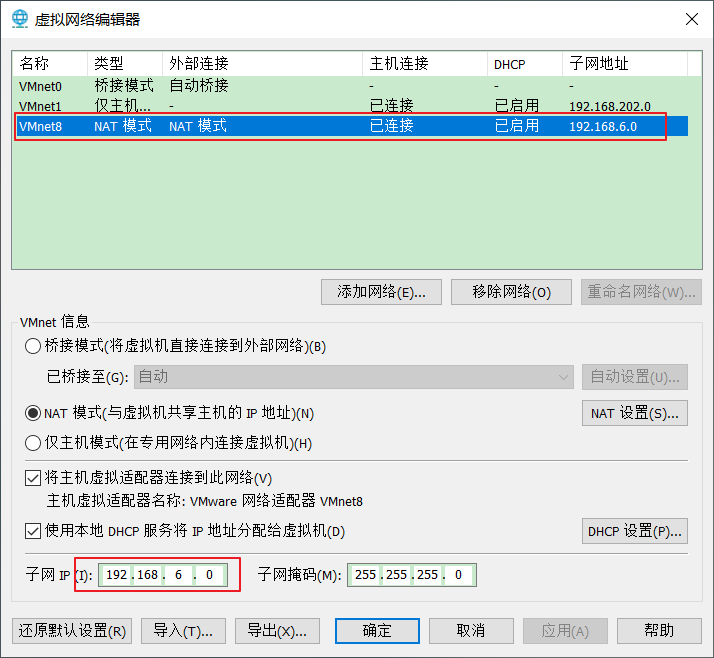 虚拟网络编辑器
名称 类型 外部连接 主机连接 DHCP 子网地址
VMnet0 桥接模式 自动桥接 - - -
VMnet1 仅主机... - 已连接 已启用 192.168.202.0
VMnet8 NAT 模式 NAT 模式 已连接 已启用 192.168.6.0
添加网络(E)... 移除网络(O) 重命名网络(W)...
VMnet 信息
桥接模式(将虚拟机直接连接到外部网络)(B)
已桥接至(G): 自动 自动设置(U)...
NAT 模式(与虚拟机共享主机的 IP 地址)(N) NAT 设置(S)...
仅主机模式(在专用网络内连接虚拟机)(H)
将主机虚拟适配器连接到此网络(V)
主机虚拟适配器名称: VMware 网络适配器 VMnet8
使用本地 DHCP 服务将 IP 地址分配给虚拟机(D) DHCP 设置(P)...
子网 IP (I): 192 .168 . 6 . 0 子网掩码(M): 255 .255 .255 . 0
还原默认设置(R) 导入(T)... 导出(X)... 确定 取消 应用(A) 帮助